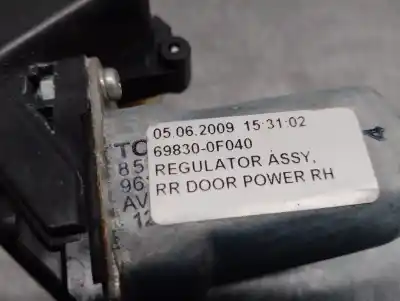 05.06.2009 15:31:02
69830-0F040
REGULATOR ASSY,
RR DOOR POWER RH